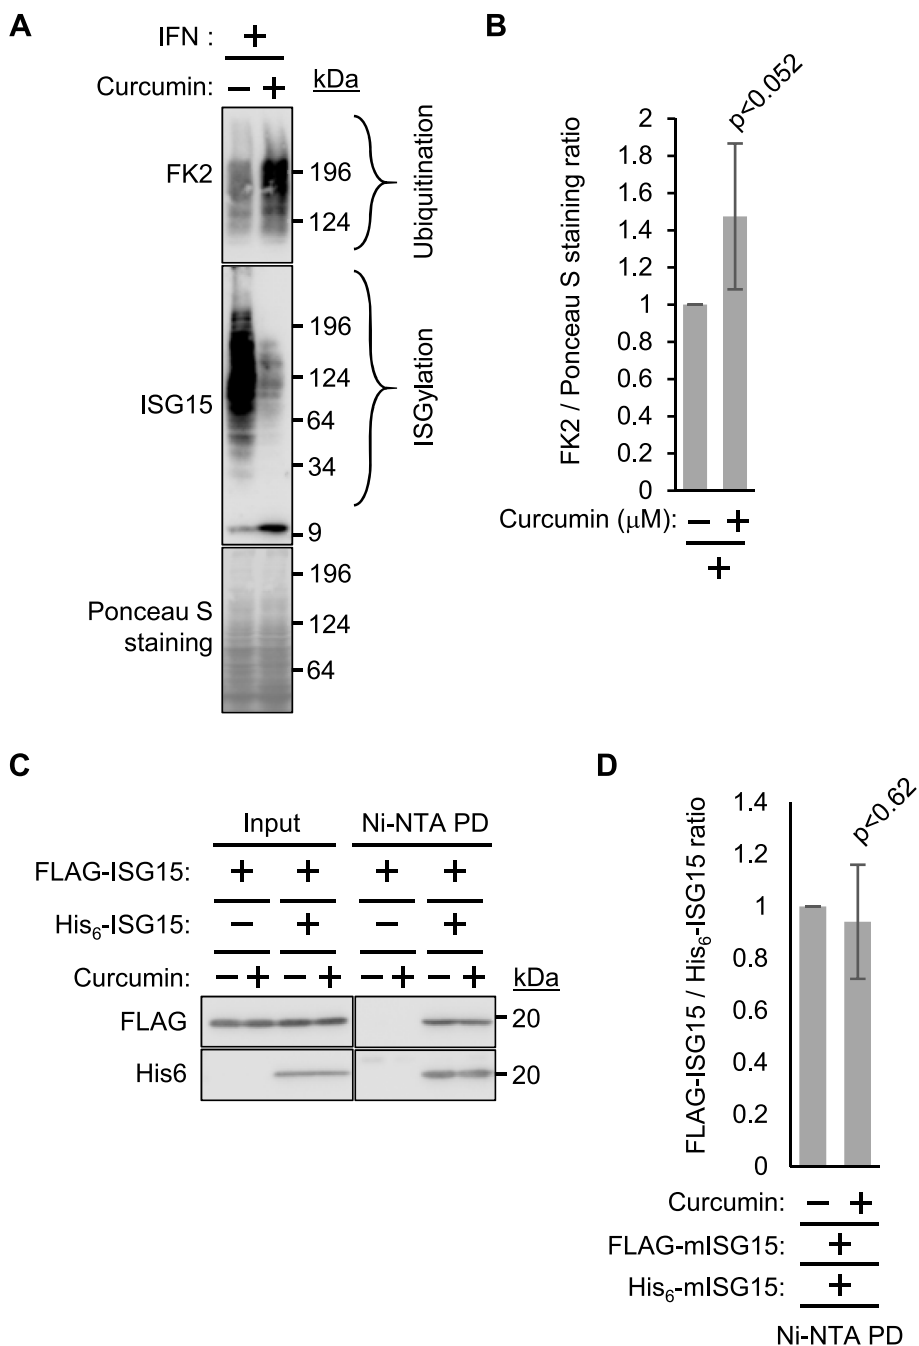 A
IFN : +
Curcumin: − + kDa
FK2
196
124
Ubiquitination
ISG15
196
124
64
34
9
ISGylation
Ponceau S
staining
196
124
64
B
p<0.052
FK2 / Ponceau S staining ratio
2
1.8
1.6
1.4
1.2
1
0.8
0.6
0.4
0.2
0
Curcumin (μM): − +
+
C
Input Ni-NTA PD
FLAG-ISG15: + + + +
His₆-ISG15: − + − +
Curcumin: − + − + − + − + kDa
FLAG 20
His6 20
D
p<0.62
FLAG-ISG15 / His₆-ISG15 ratio
1.4
1.2
1
0.8
0.6
0.4
0.2
0
Curcumin: − +
FLAG-mISG15: +
His₆-mISG15: +
Ni-NTA PD